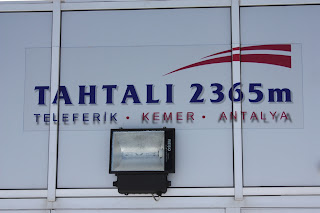 TAHTALI 2365m
TELEFERİK • KEMER • ANTALYA